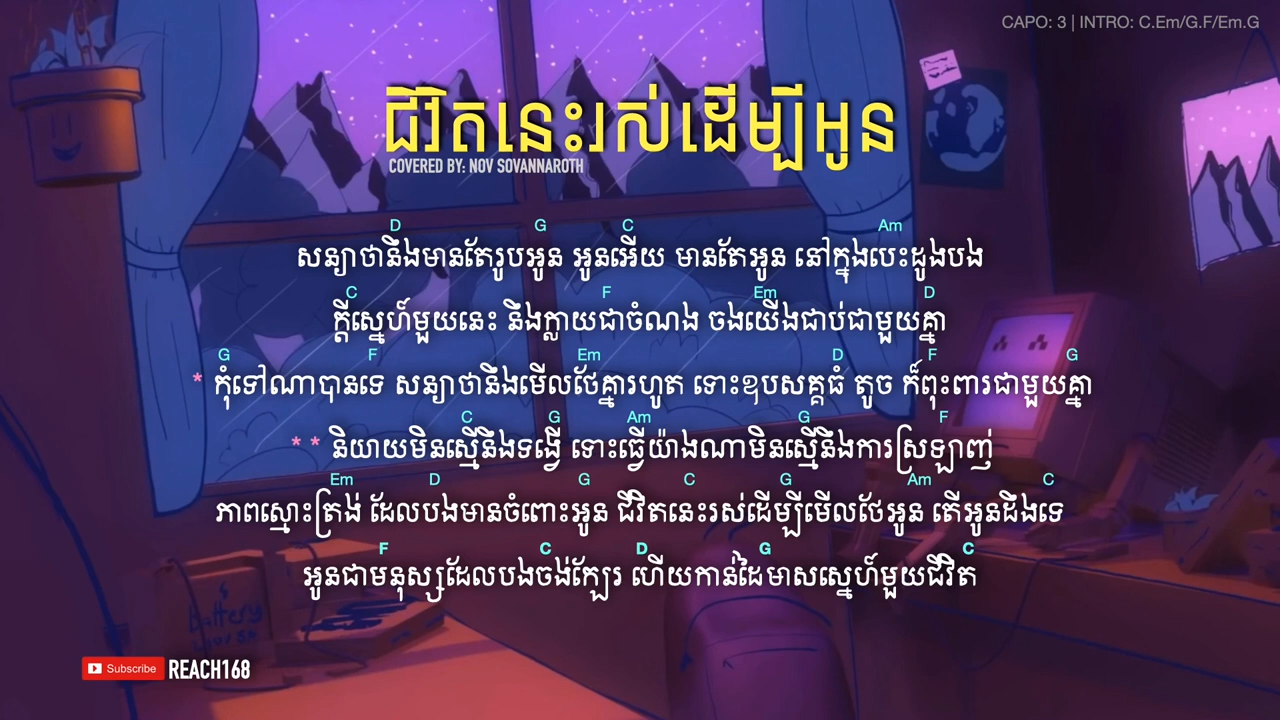 CAPO: 3 | INTRO: C.Em/G.F/Em.G
ជីវិតនេះរស់ដើម្បីអូន
COVERED BY: NOV SOVANNAROTH
D G C Am
សន្យាថានឹងមានតែរូបអូន អូនអើយ មានតែអូន នៅក្នុងបេះដូងបង
C F Em D
ក្ដីស្នេហ៍មួយនេះ នឹងក្លាយជាចំណង ចងយើងជាប់ជាមួយគ្នា
G F Em D F G
* កុំទៅណាបានទេ សន្យាថានឹងមើលថែគ្នារហូត ទោះឧបសគ្គធំ តូច ក៏ពុះពារជាមួយគ្នា
C G Am G F
* * និយាយមិនស្មើនឹងទង្វើ ទោះធ្វើយ៉ាងណាមិនស្មើនឹងការស្រឡាញ់
Em D G C G Am C
ភាពស្មោះត្រង់ ដែលបងមានចំពោះអូន ជីវិតនេះរស់ដើម្បីមើលថែអូន តើអូនដឹងទេ
F C D G C
អូនជាមនុស្សដែលបងចង់ក្បែរ ហើយកាន់ដៃមាសស្នេហ៍មួយជីវិត
battery
Subscribe REACH168